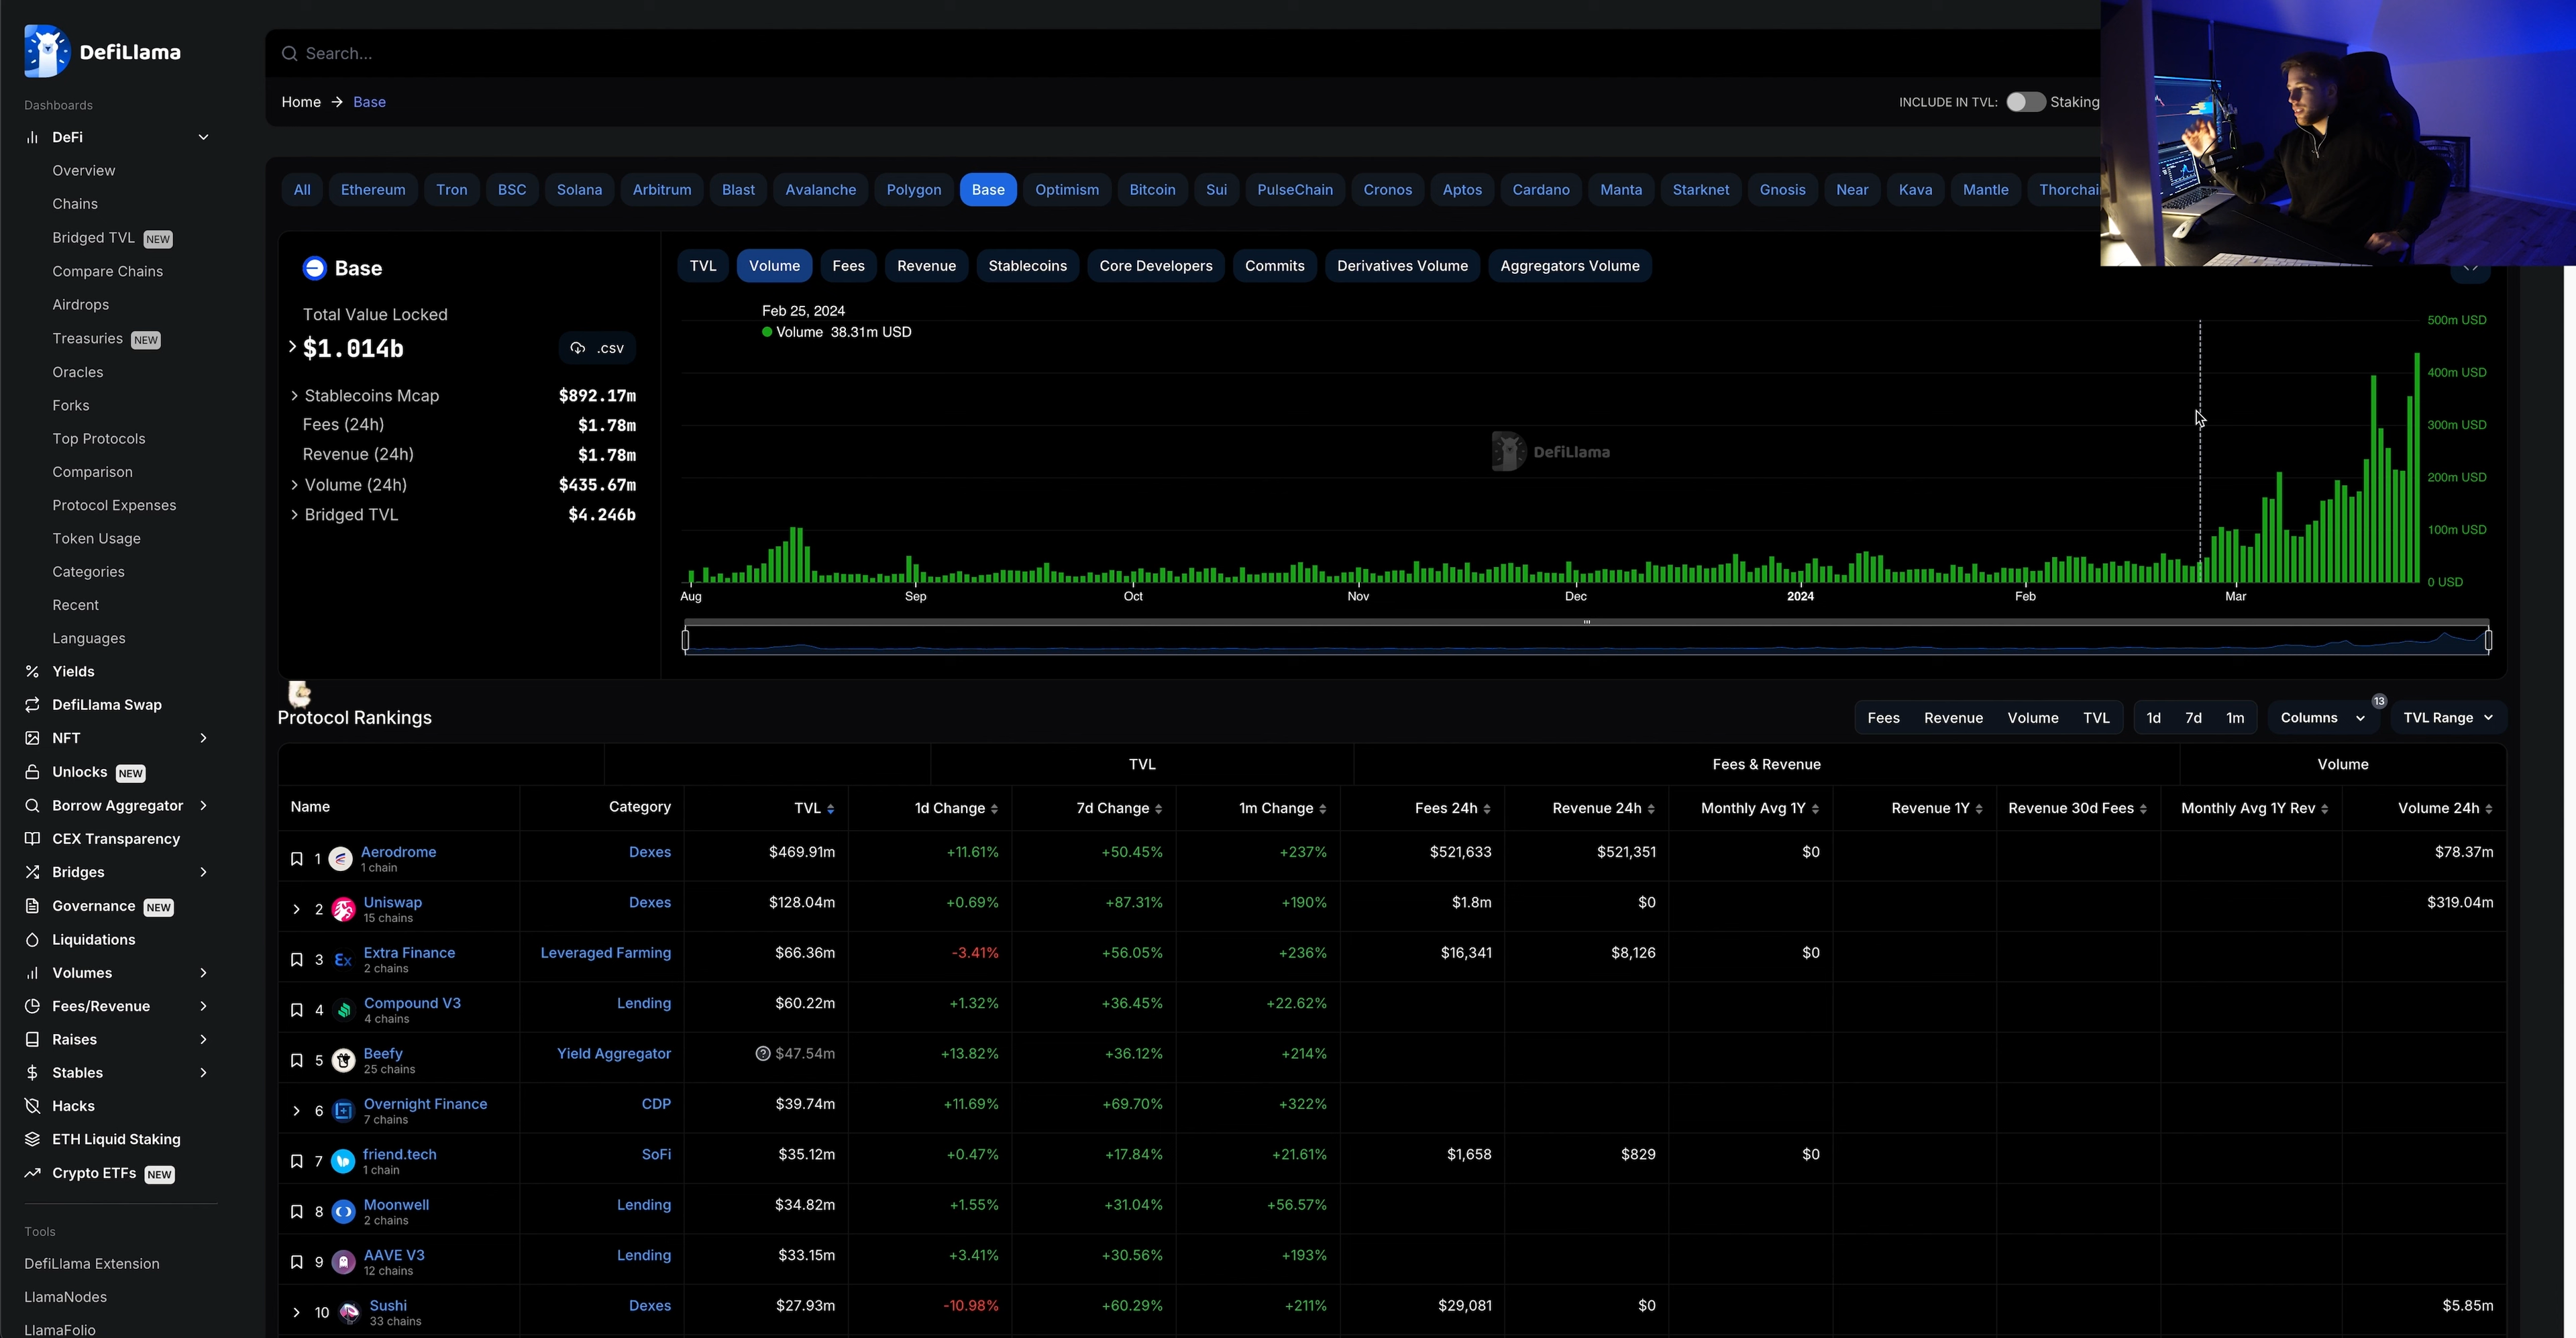 DefiLlama
Dashboards
DeFi
Overview
Chains
Bridged TVL NEW
Compare Chains
Airdrops
Treasuries NEW
Oracles
Forks
Top Protocols
Comparison
Protocol Expenses
Token Usage
Categories
Recent
Languages
Yields
DefiLlama Swap
NFT
Unlocks NEW
Borrow Aggregator
CEX Transparency
Bridges
Governance NEW
Liquidations
Volumes
Fees/Revenue
Raises
Stables
Hacks
ETH Liquid Staking
Crypto ETFs NEW
Tools
DefiLlama Extension
LlamaNodes
LlamaFolio
Search...
Home → Base
INCLUDE IN TVL: Staking
All Ethereum Tron BSC Solana Arbitrum Blast Avalanche Polygon Base Optimism Bitcoin Sui PulseChain Cronos Aptos Cardano Manta Starknet Gnosis Near Kava Mantle Thorchai
Base
Total Value Locked
$1.014b .csv
Stablecoins Mcap $892.17m
Fees (24h) $1.78m
Revenue (24h) $1.78m
Volume (24h) $435.67m
Bridged TVL $4.246b
TVL Volume Fees Revenue Stablecoins Core Developers Commits Derivatives Volume Aggregators Volume
Feb 25, 2024
Volume 38.31m USD
500m USD
400m USD
300m USD
200m USD
100m USD
0 USD
DefiLlama
Aug Sep Oct Nov Dec 2024 Feb Mar
Protocol Rankings
Fees Revenue Volume TVL 1d 7d 1m Columns 13 TVL Range
TVL Fees & Revenue Volume
Name Category TVL 1d Change 7d Change 1m Change Fees 24h Revenue 24h Monthly Avg 1Y Revenue 1Y Revenue 30d Fees Monthly Avg 1Y Rev Volume 24h
1 Aerodrome Dexes $469.91m +11.61% +50.45% +237% $521,633 $521,351 $0 $78.37m
1 chain
2 Uniswap Dexes $128.04m +0.69% +87.31% +190% $1.8m $0 $319.04m
15 chains
3 Extra Finance Leveraged Farming $66.36m -3.41% +56.05% +236% $16,341 $8,126 $0
2 chains
4 Compound V3 Lending $60.22m +1.32% +36.45% +22.62%
4 chains
5 Beefy Yield Aggregator $47.54m +13.82% +36.12% +214%
25 chains
6 Overnight Finance CDP $39.74m +11.69% +69.70% +322%
7 chains
7 friend.tech SoFi $35.12m +0.47% +17.84% +21.61% $1,658 $829 $0
1 chain
8 Moonwell Lending $34.82m +1.55% +31.04% +56.57%
2 chains
9 AAVE V3 Lending $33.15m +3.41% +30.56% +193%
12 chains
10 Sushi Dexes $27.93m -10.98% +60.29% +211% $29,081 $0 $5.85m
33 chains